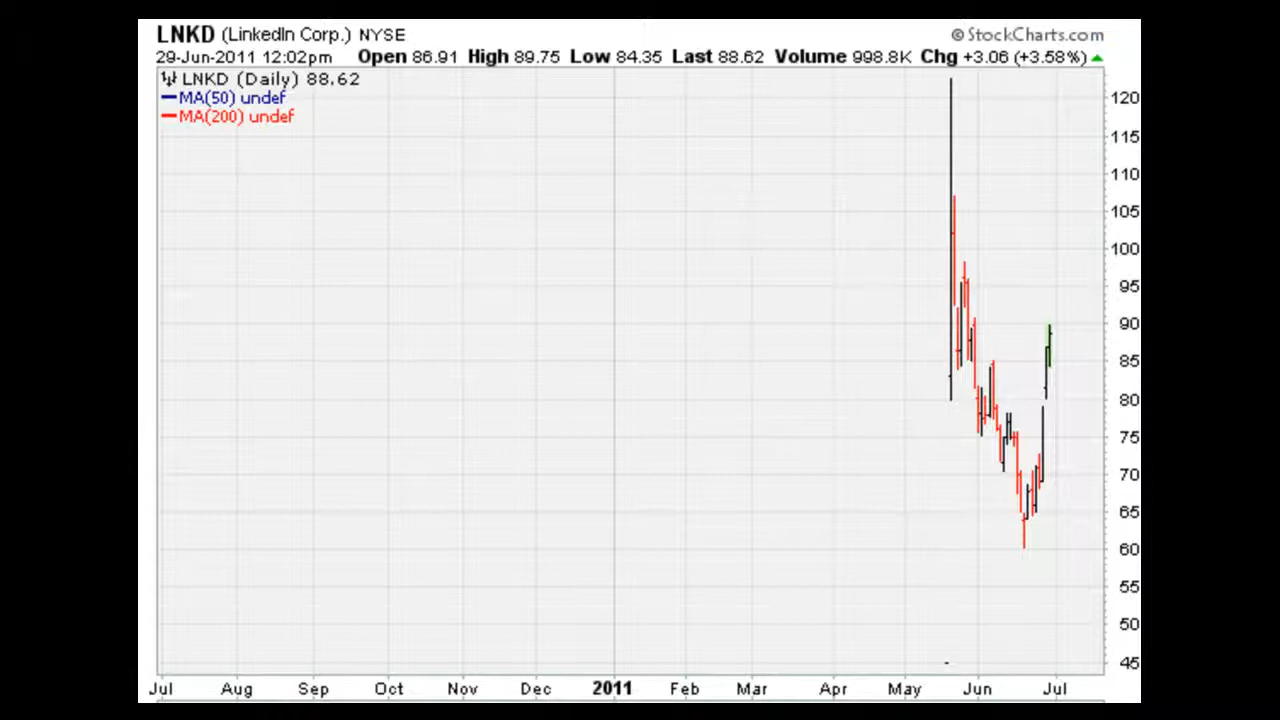 LNKD (LinkedIn Corp.) NYSE © StockCharts.com
29-Jun-2011 12:02pm Open 86.91 High 89.75 Low 84.35 Last 88.62 Volume 998.8K Chg +3.06 (+3.58%)
LNKD (Daily) 88.62
MA(50) undef
MA(200) undef
120
115
110
105
100
95
90
85
80
75
70
65
60
55
50
45
Jul Aug Sep Oct Nov Dec 2011 Feb Mar Apr May Jun Jul